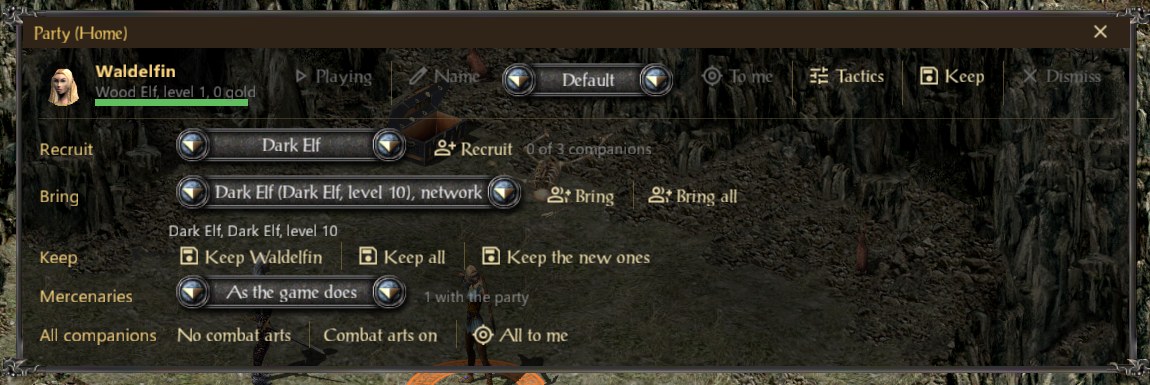 Party (Home)
Waldelfin
Wood Elf, level 1, 0 gold
Playing
Name
Default
To me
Tactics
Keep
Dismiss
Recruit
Dark Elf
Recruit
0 of 3 companions
Bring
Dark Elf (Dark Elf, level 10), network
Bring
Bring all
Dark Elf, Dark Elf, level 10
Keep
Keep Waldelfin
Keep all
Keep the new ones
Mercenaries
As the game does
1 with the party
All companions
No combat arts
Combat arts on
All to me